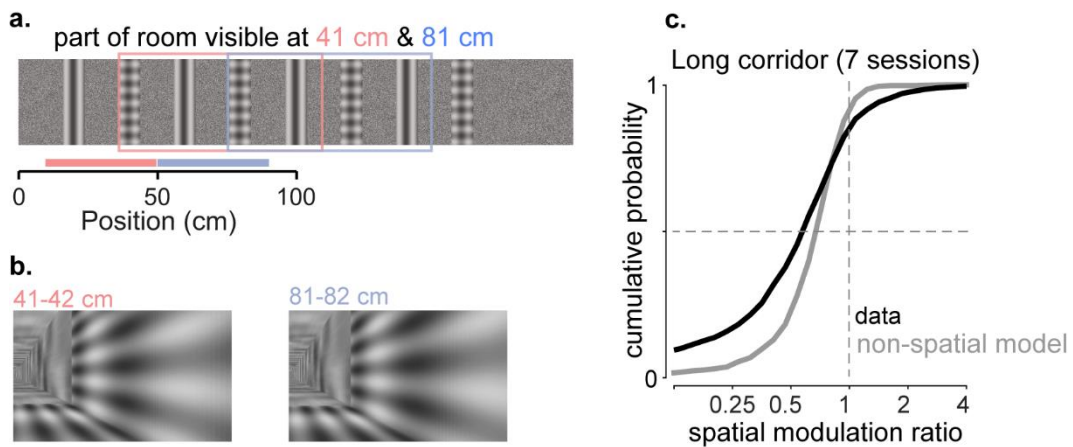 a.
part of room visible at 41 cm & 81 cm
0
50
100
Position (cm)
b.
41-42 cm
81-82 cm
c.
Long corridor (7 sessions)
1
cumulative probability
data
non-spatial model
0
0.25
0.5
1
2
4
spatial modulation ratio